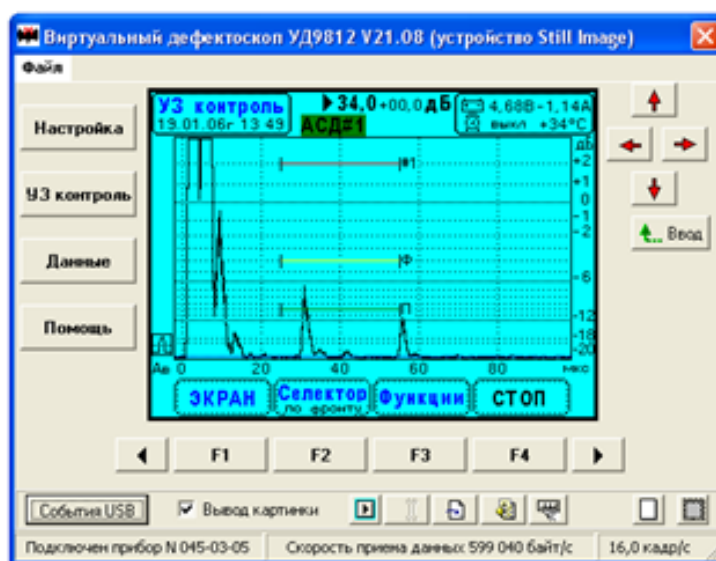 Виртуальный дефектоскоп УД9812 V21.08 (устройство Still Image)
Файл
Настройка
УЗ контроль
Данные
Помощь
УЗ контроль
19.01.06г 13 49
34,0+00,0дБ
АСД#1
4,68В-1,14А
выкл +34°C
дБ
+2
+1
0
-1
-2
-6
-12
-18
-20
#1
Ф
П
Ав 0 20 40 60 80 мкс
ЭКРАН
Селектор
по фронту
Функции
СТОП
Ввод
F1 F2 F3 F4
События USB
Вывод картинки
Подключен прибор N 045-03-05
Скорость приема данных 599 040 байт/с
16,0 кадр/с